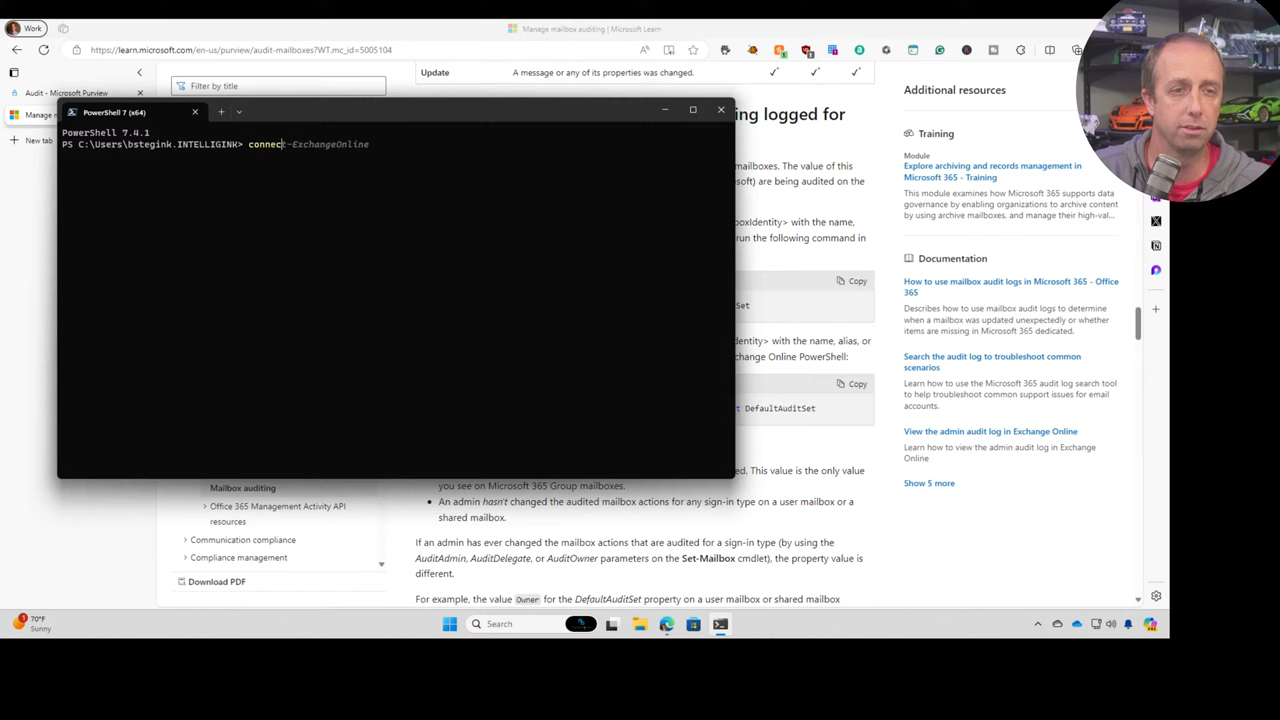 Work
Manage mailbox auditing | Microsoft Learn
https://learn.microsoft.com/en-us/purview/audit-mailboxes?WT.mc_id=5005104
Audit - Microsoft Purview
Manage m
New tab
Filter by title
Update A message or any of its properties was changed.
PowerShell 7 (x64)
PowerShell 7.4.1
PS C:\Users\bstegink.INTELLIGINK> connect-ExchangeOnline
ing logged for
mailboxes. The value of this
soft) are being audited on the
boxIdentity> with the name,
run the following command in
Copy
Set
dentity> with the name, alias, or
change Online PowerShell:
Copy
t DefaultAuditSet
ed. This value is the only value
you see on Microsoft 365 Group mailboxes.
An admin hasn't changed the audited mailbox actions for any sign-in type on a user mailbox or a
shared mailbox.
If an admin has ever changed the mailbox actions that are audited for a sign-in type (by using the
AuditAdmin, AuditDelegate, or AuditOwner parameters on the Set-Mailbox cmdlet), the property value is
different.
For example, the value Owner for the DefaultAuditSet property on a user mailbox or shared mailbox
Mailbox auditing
Office 365 Management Activity API
resources
Communication compliance
Compliance management
Download PDF
Additional resources
Training
Module
Explore archiving and records management in
Microsoft 365 - Training
This module examines how Microsoft 365 supports data
governance by enabling organizations to archive content
by using archive mailboxes, and manage their high-val...
Documentation
How to use mailbox audit logs in Microsoft 365 - Office
365
Describes how to use mailbox audit logs to determine
when a mailbox was updated unexpectedly or whether
items are missing in Microsoft 365 dedicated.
Search the audit log to troubleshoot common
scenarios
Learn how to use the Microsoft 365 audit log search tool
to help troubleshoot common support issues for email
accounts.
View the admin audit log in Exchange Online
Learn how to view the admin audit log in Exchange
Online
Show 5 more
70°F
Sunny
Search